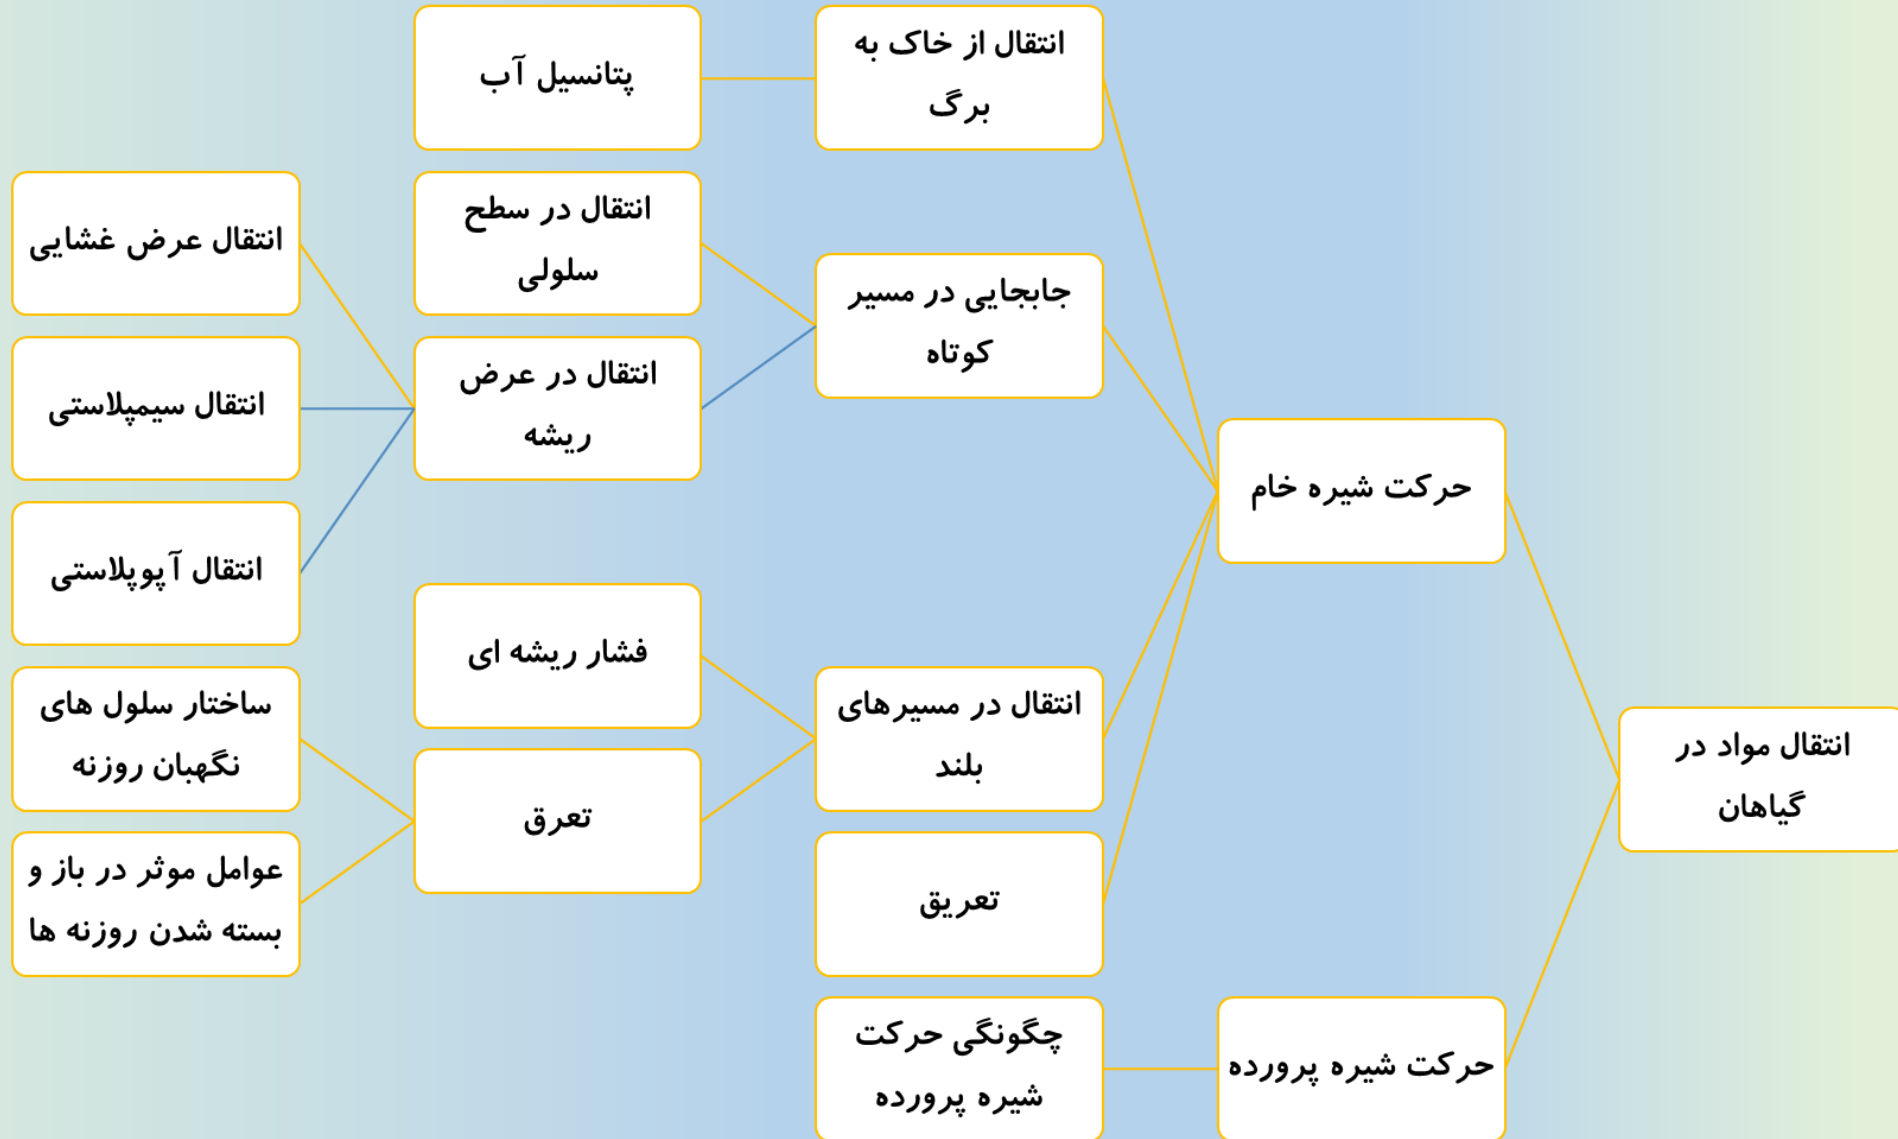 انتقال مواد در
گیاهان
حرکت شیره خام
انتقال از خاک به
برگ
پتانسیل آب
جابجایی در مسیر
کوتاه
انتقال در سطح
سلولی
انتقال در عرض
ریشه
انتقال عرض غشایی
انتقال سیمپلاستی
انتقال آپوپلاستی
انتقال در مسیرهای
بلند
فشار ریشه ای
تعرق
ساختار سلول های
نگهبان روزنه
عوامل موثر در باز و
بسته شدن روزنه ها
تعریق
حرکت شیره پرورده
چگونگی حرکت
شیره پرورده